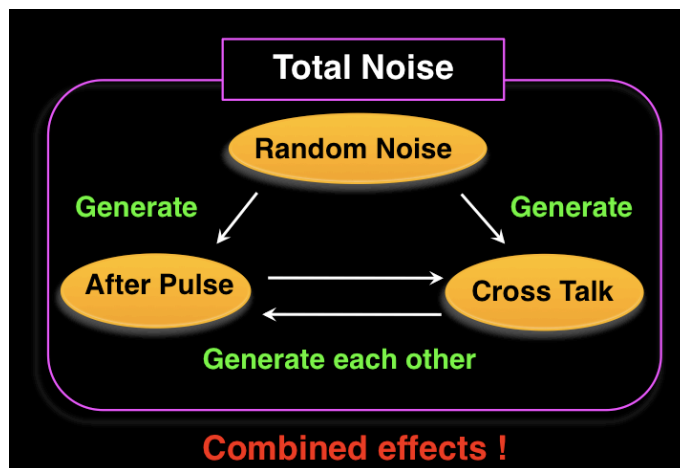 Total Noise
Random Noise
Generate
Generate
After Pulse
Cross Talk
Generate each other
Combined effects !